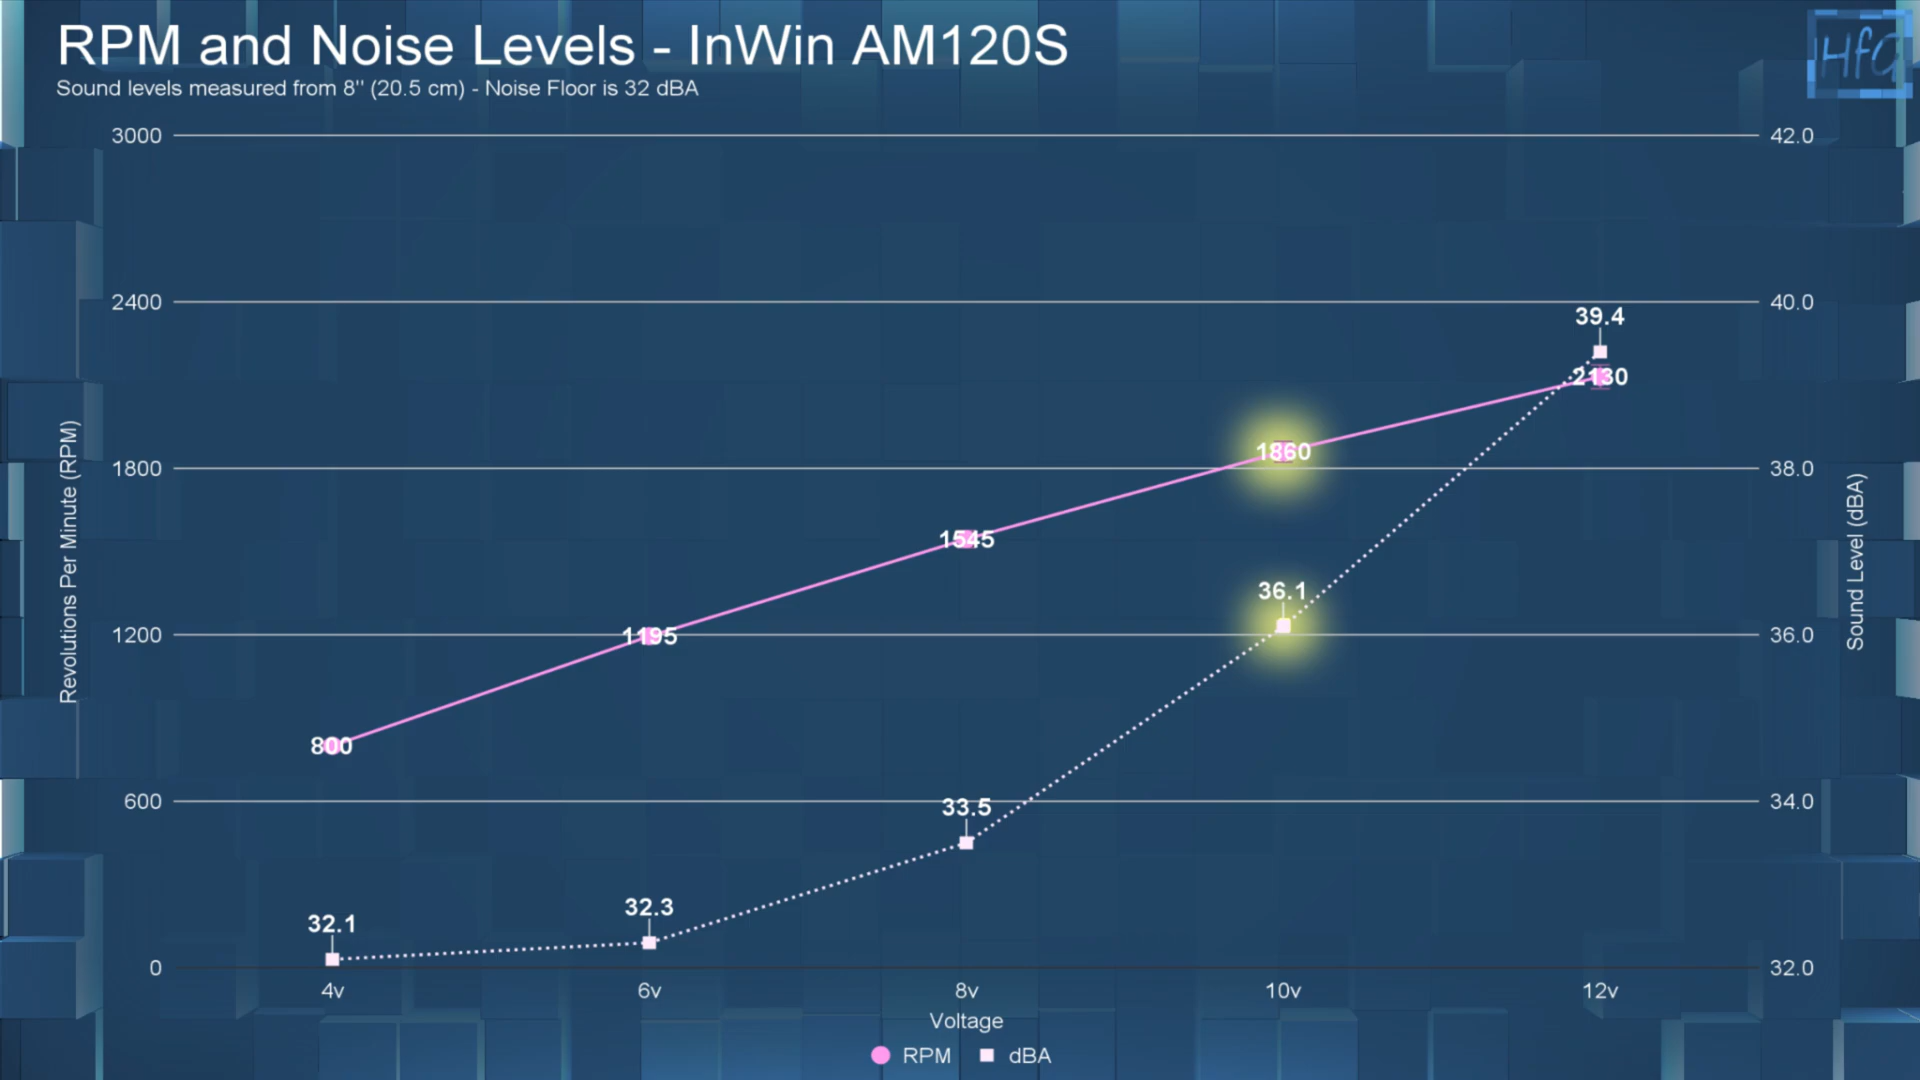 RPM and Noise Levels - InWin AM120S
Sound levels measured from 8" (20.5 cm) - Noise Floor is 32 dBA
HfG
3000
42.0
2400
40.0
39.4
2130
1860
1800
38.0
1545
36.1
1195
1200
36.0
800
600
33.5
34.0
32.1
32.3
0
32.0
Revolutions Per Minute (RPM)
Sound Level (dBA)
4v
6v
8v
10v
12v
Voltage
RPM
dBA